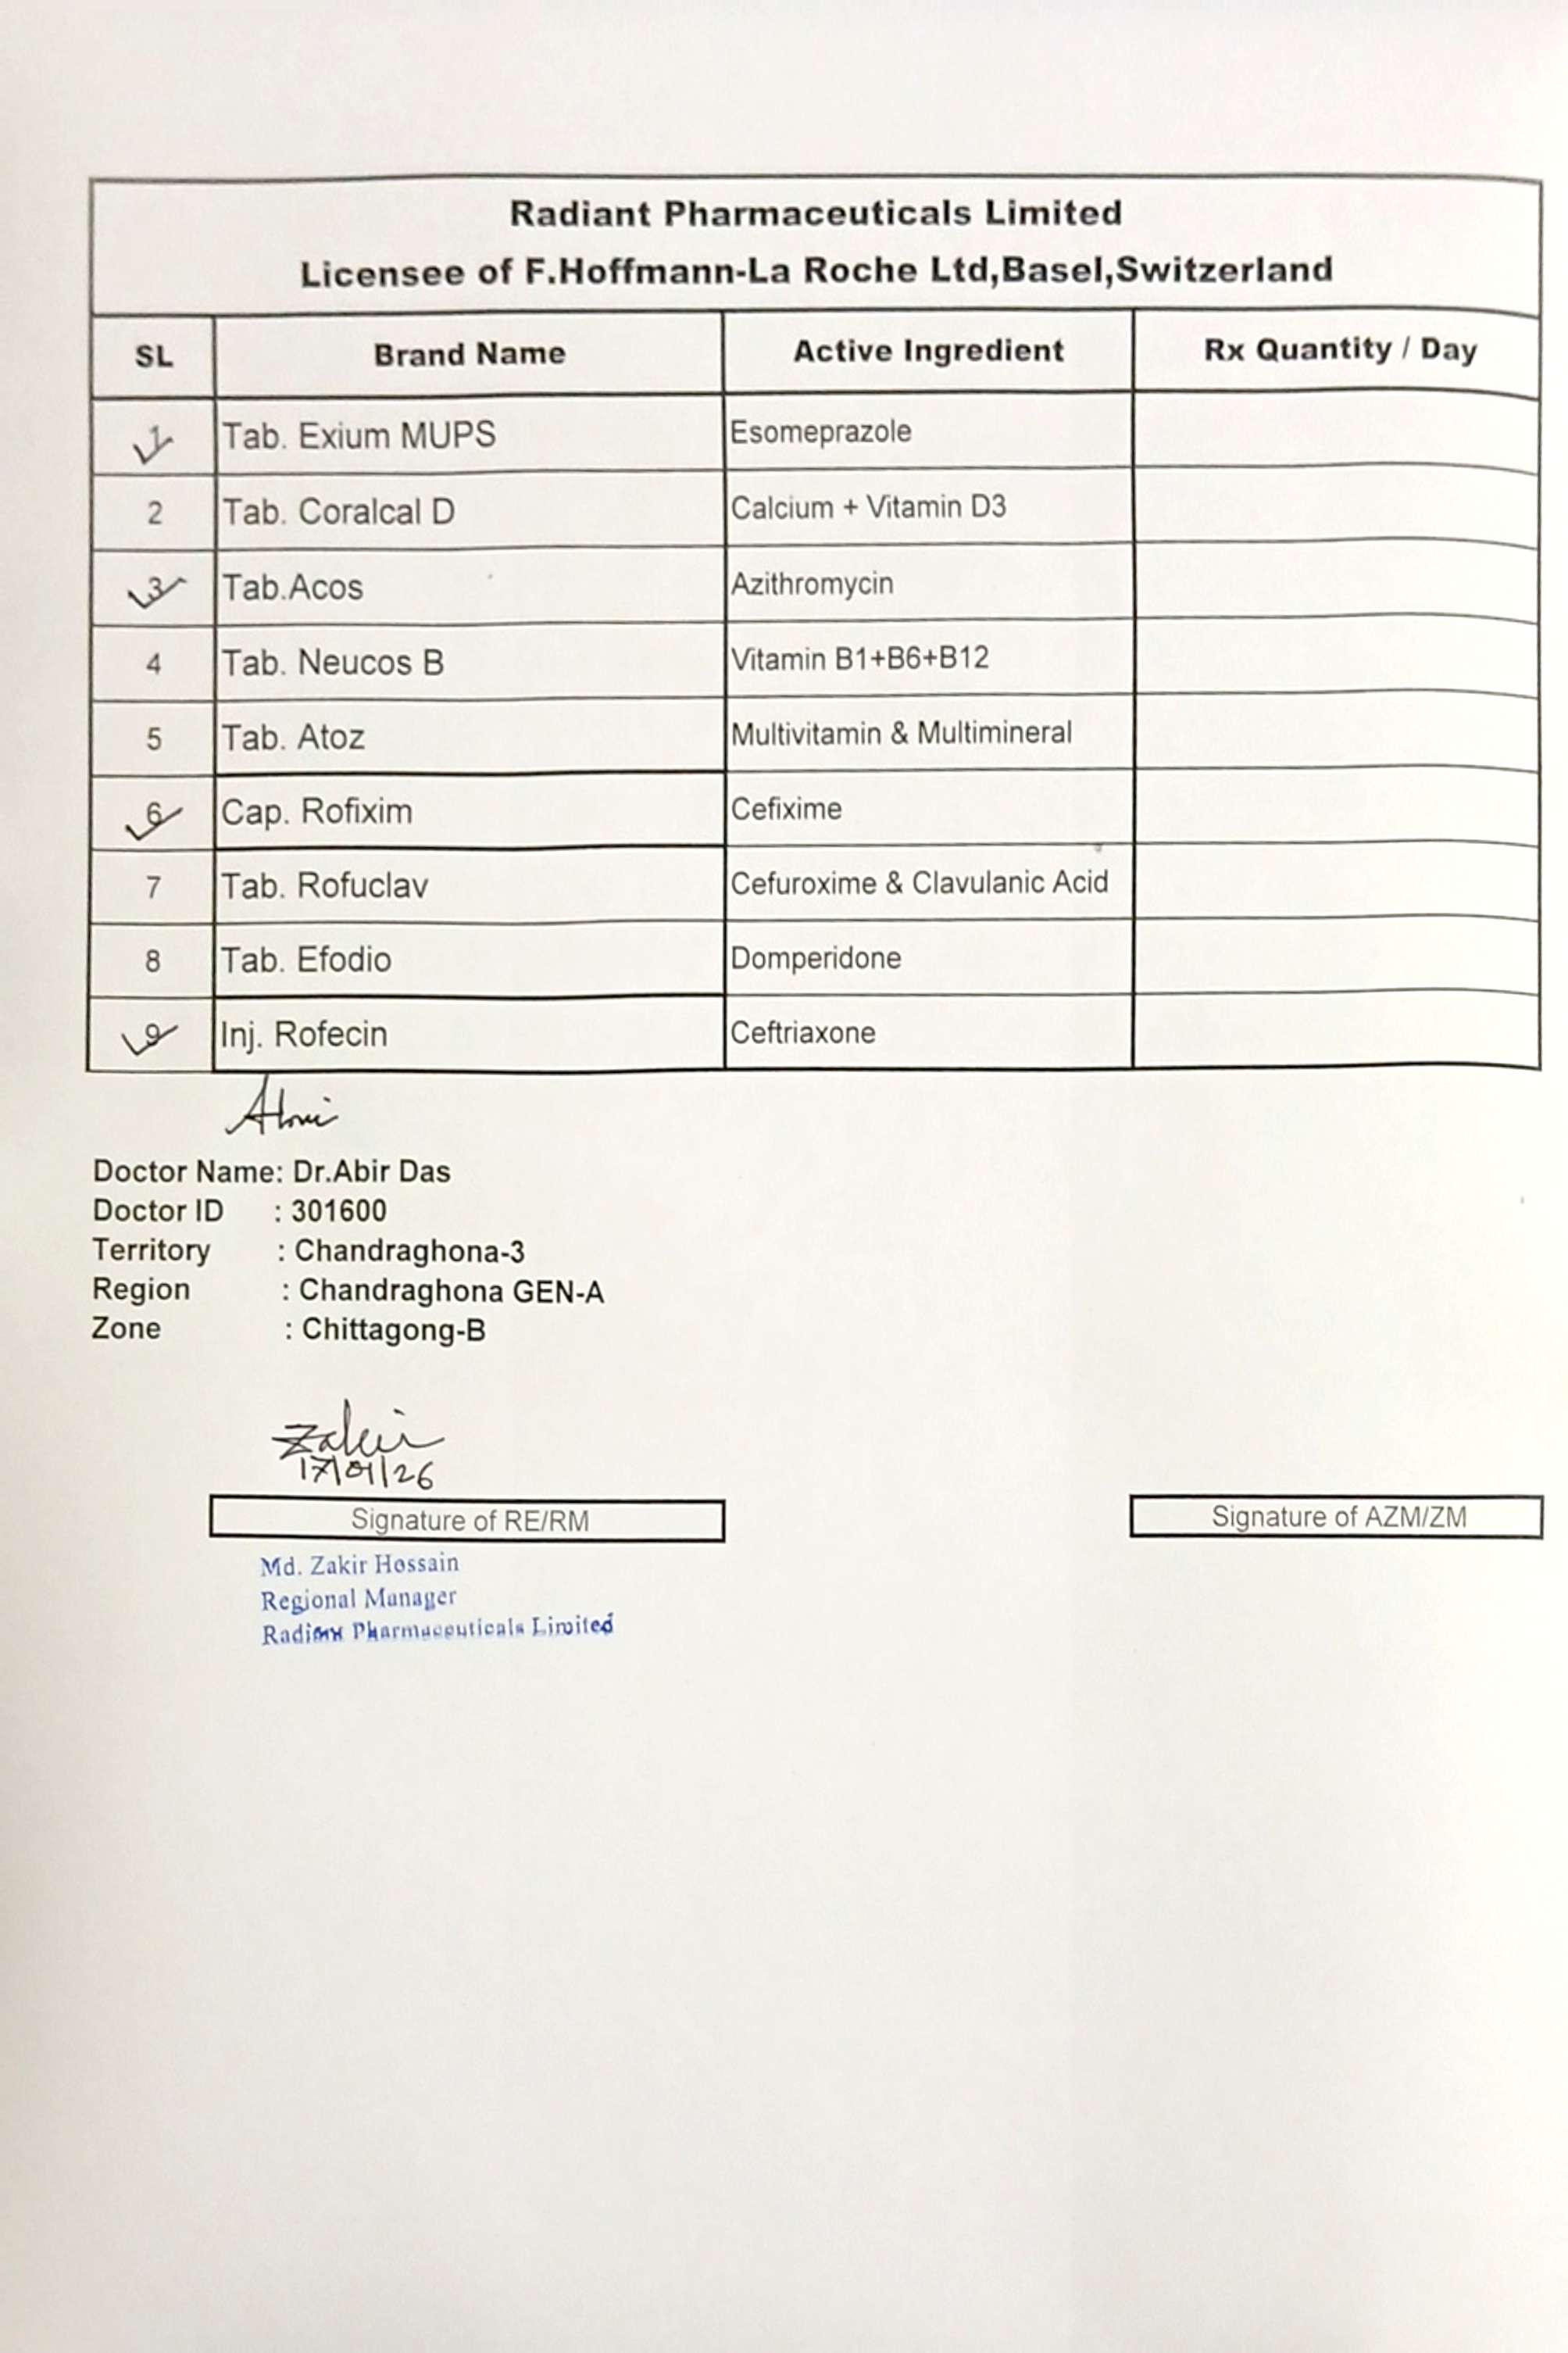 Radiant Pharmaceuticals Limited
Licensee of F.Hoffmann-La Roche Ltd,Basel,Switzerland
SL Brand Name Active Ingredient Rx Quantity / Day
1 Tab. Exium MUPS Esomeprazole
2 Tab. Coralcal D Calcium + Vitamin D3
3 Tab.Acos Azithromycin
4 Tab. Neucos B Vitamin B1+B6+B12
5 Tab. Atoz Multivitamin & Multimineral
6 Cap. Rofixim Cefixime
7 Tab. Rofuclav Cefuroxime & Clavulanic Acid
8 Tab. Efodio Domperidone
9 Inj. Rofecin Ceftriaxone
Doctor Name: Dr.Abir Das
Doctor ID : 301600
Territory : Chandraghona-3
Region : Chandraghona GEN-A
Zone : Chittagong-B
Zakir
17/01/26
Signature of RE/RM Signature of AZM/ZM
Md. Zakir Hossain
Regional Manager
Radiant Pharmaceuticals Limited